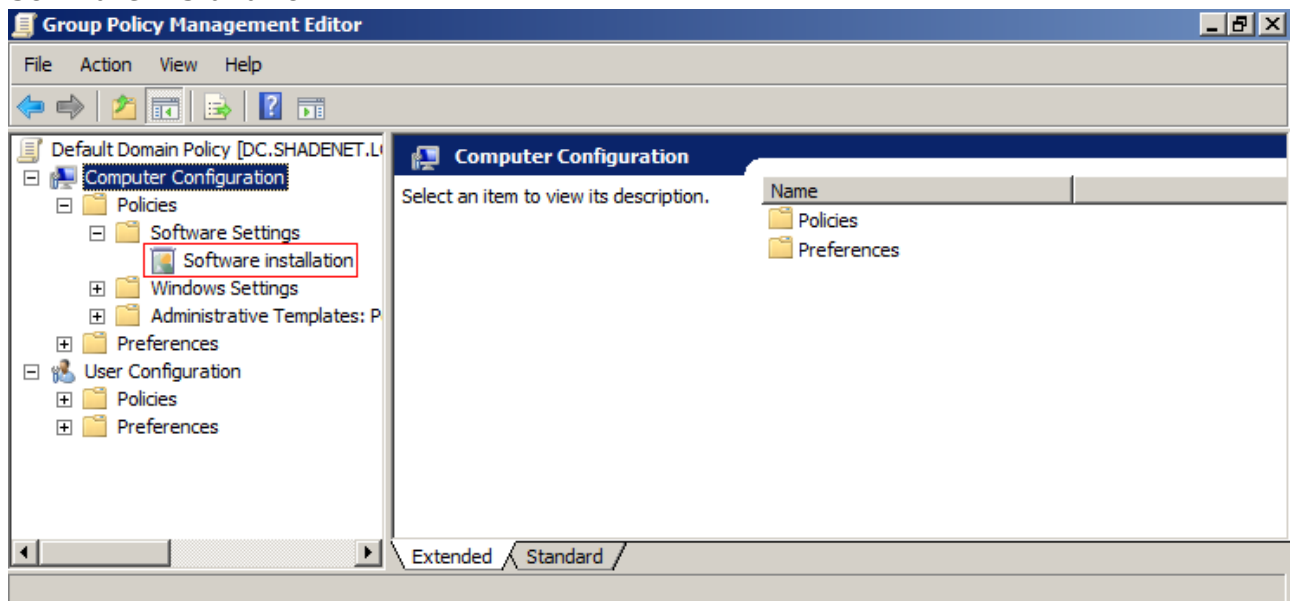 Group Policy Management Editor
File Action View Help
Default Domain Policy [DC.SHADENET.L
Computer Configuration
Policies
Software Settings
Software installation
Windows Settings
Administrative Templates: P
Preferences
User Configuration
Policies
Preferences
Computer Configuration
Select an item to view its description.
Name
Policies
Preferences
Extended Standard